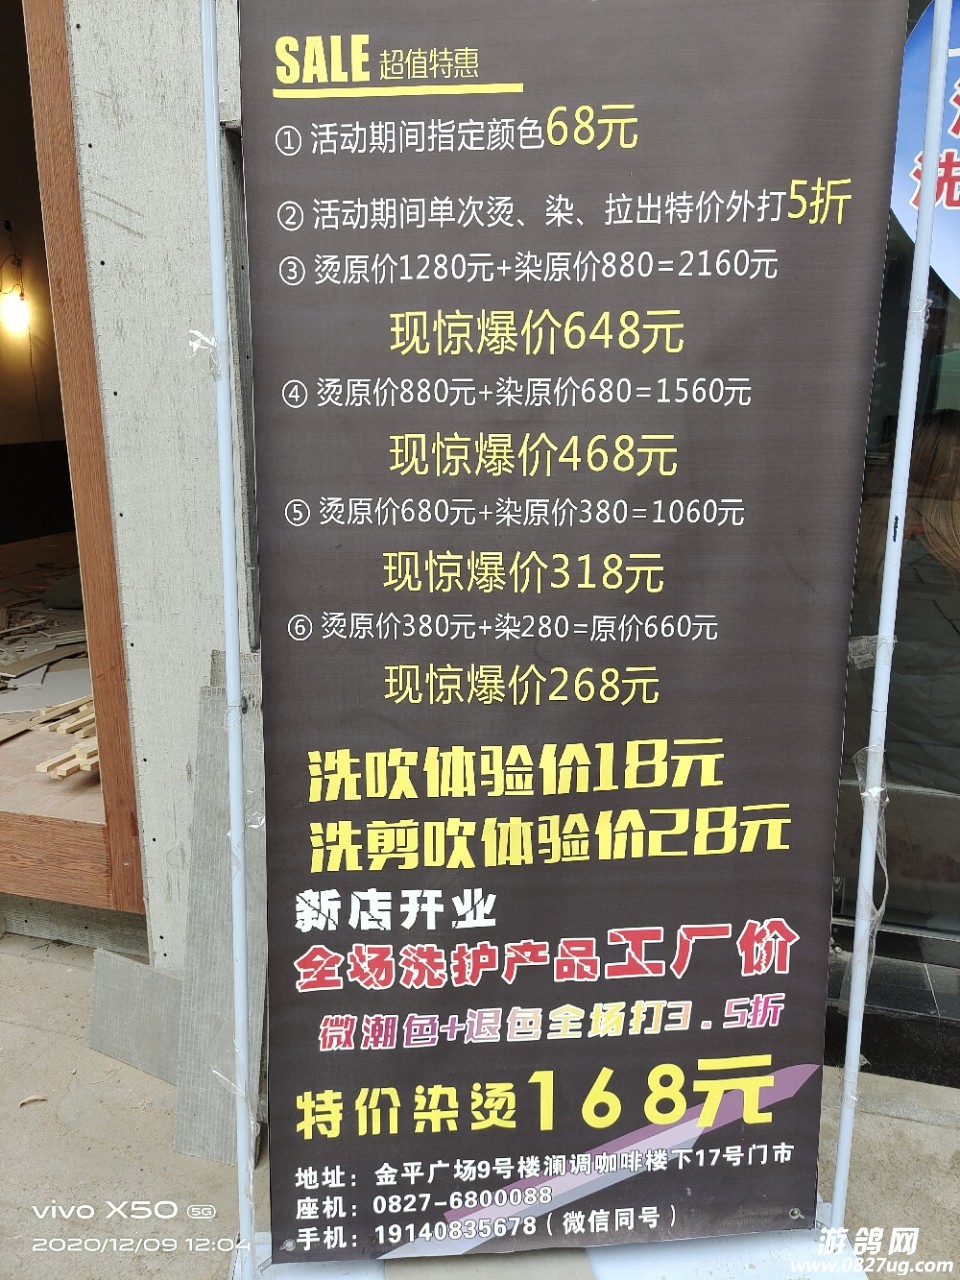 SALE 超值特惠
① 活动期间指定颜色68元
② 活动期间单次烫、染、拉出特价外打5折
③ 烫原价1280元+染原价880=2160元
现惊爆价648元
④ 烫原价880元+染原价680=1560元
现惊爆价468元
⑤ 烫原价680元+染原价380=1060元
现惊爆价318元
⑥ 烫原价380元+染280=原价660元
现惊爆价268元
洗吹体验价18元
洗剪吹体验价28元
新店开业
全场洗护产品工厂价
微潮色+退色全场打3.5折
特价染烫168元
地址：金平广场9号楼澜调咖啡楼下17号门市
座机：0827-6800088
手机：19140835678（微信同号）
洗
vivo X50 5G
2020/12/09 12:04
游鸽网
www.0827ug.com